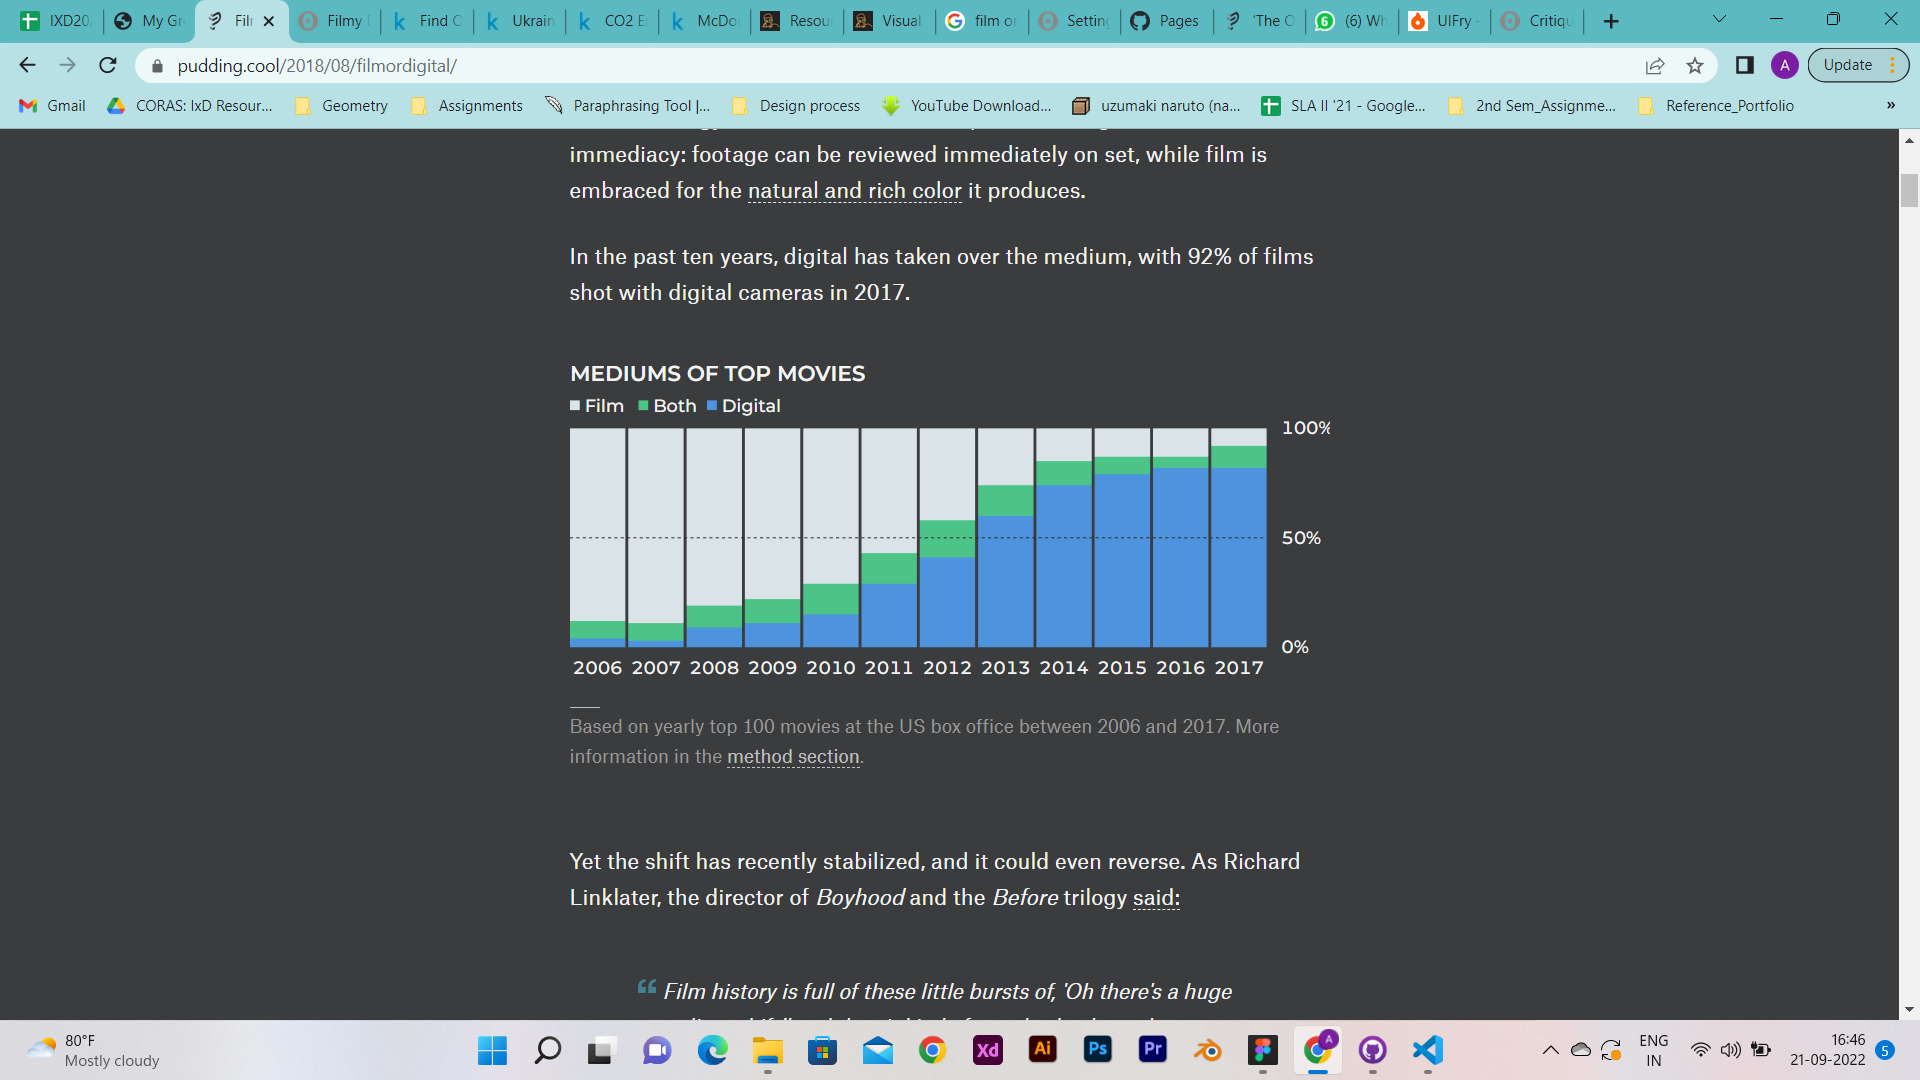 IXD20
My Gr
Fil
Filmy
Find C
Ukrain
CO2 E
McDo
Resou
Visual
film or
Setting
Pages
'The O
(6) Wh
UIFry -
Critiqu
pudding.cool/2018/08/filmordigital/
A
Update
Gmail
CORAS: IxD Resour...
Geometry
Assignments
Paraphrasing Tool |...
Design process
YouTube Download...
uzumaki naruto (na...
SLA II '21 - Google...
2nd Sem_Assignme...
Reference_Portfolio
»
immediacy: footage can be reviewed immediately on set, while film is
embraced for the natural and rich color it produces.
In the past ten years, digital has taken over the medium, with 92% of films
shot with digital cameras in 2017.
MEDIUMS OF TOP MOVIES
Film Both Digital
100%
50%
0%
2006 2007 2008 2009 2010 2011 2012 2013 2014 2015 2016 2017
Based on yearly top 100 movies at the US box office between 2006 and 2017. More
information in the method section.
Yet the shift has recently stabilized, and it could even reverse. As Richard
Linklater, the director of Boyhood and the Before trilogy said:
“ Film history is full of these little bursts of, 'Oh there's a huge
80°F
Mostly cloudy
Xd
Ai
Ps
Pr
A
ENG
IN
16:46
21-09-2022
5